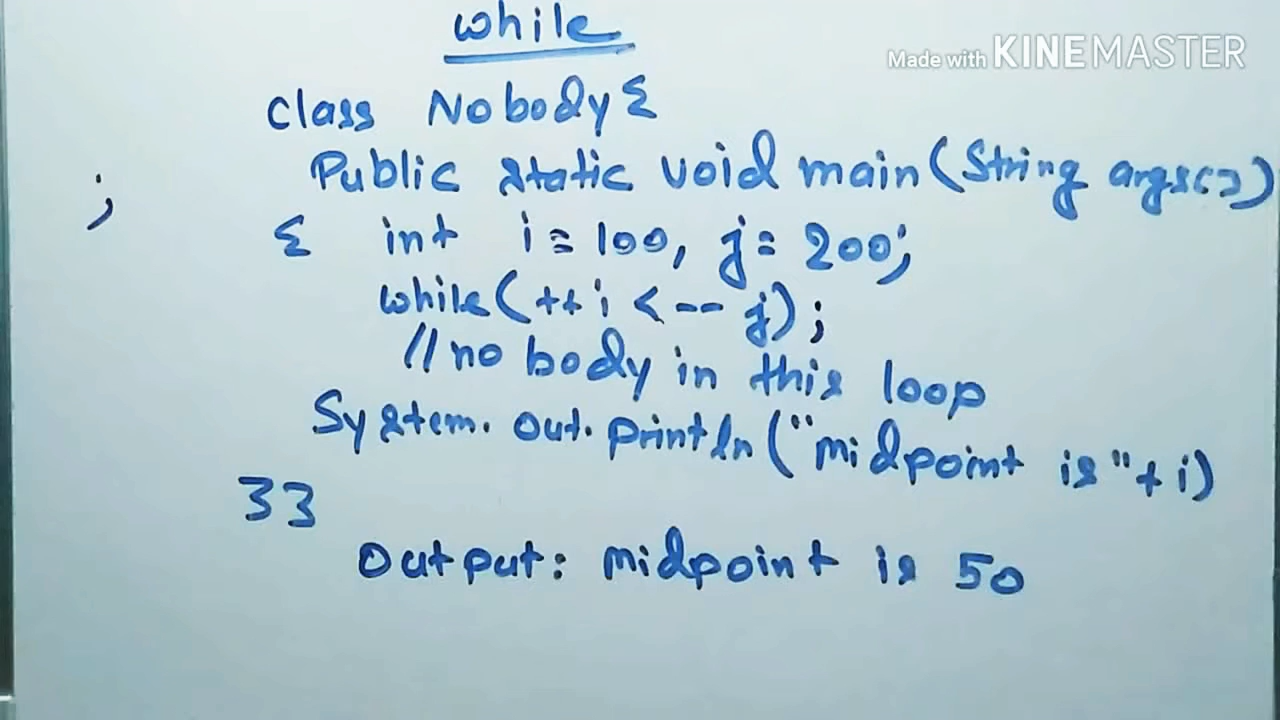 while
Made with KINEMASTER
class Nobody {
Public static void main(String args[])
;
{ int i = 100, j = 200;
while(++i < --j);
//no body in this loop
System.out.println("midpoint is"+i)
}}
output: midpoint is 50